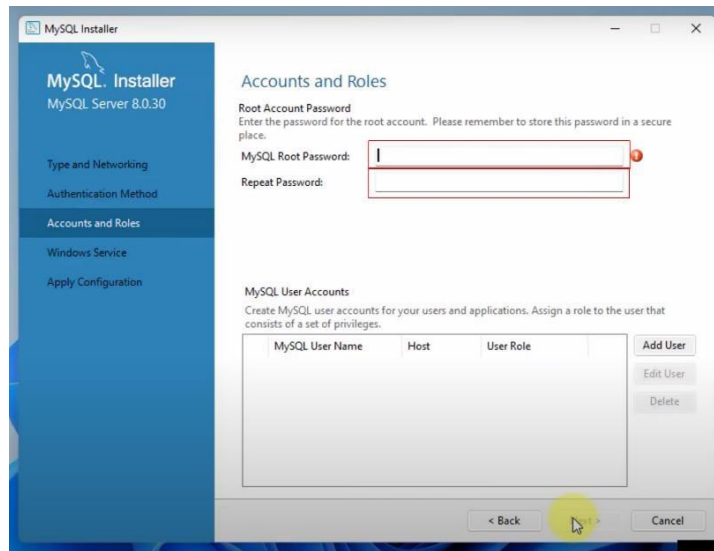 MySQL Installer
MySQL. Installer
MySQL Server 8.0.30
Type and Networking
Authentication Method
Accounts and Roles
Windows Service
Apply Configuration
Accounts and Roles
Root Account Password
Enter the password for the root account. Please remember to store this password in a secure
place.
MySQL Root Password:
Repeat Password:
MySQL User Accounts
Create MySQL user accounts for your users and applications. Assign a role to the user that
consists of a set of privileges.
MySQL User Name Host User Role
Add User
Edit User
Delete
< Back
Cancel